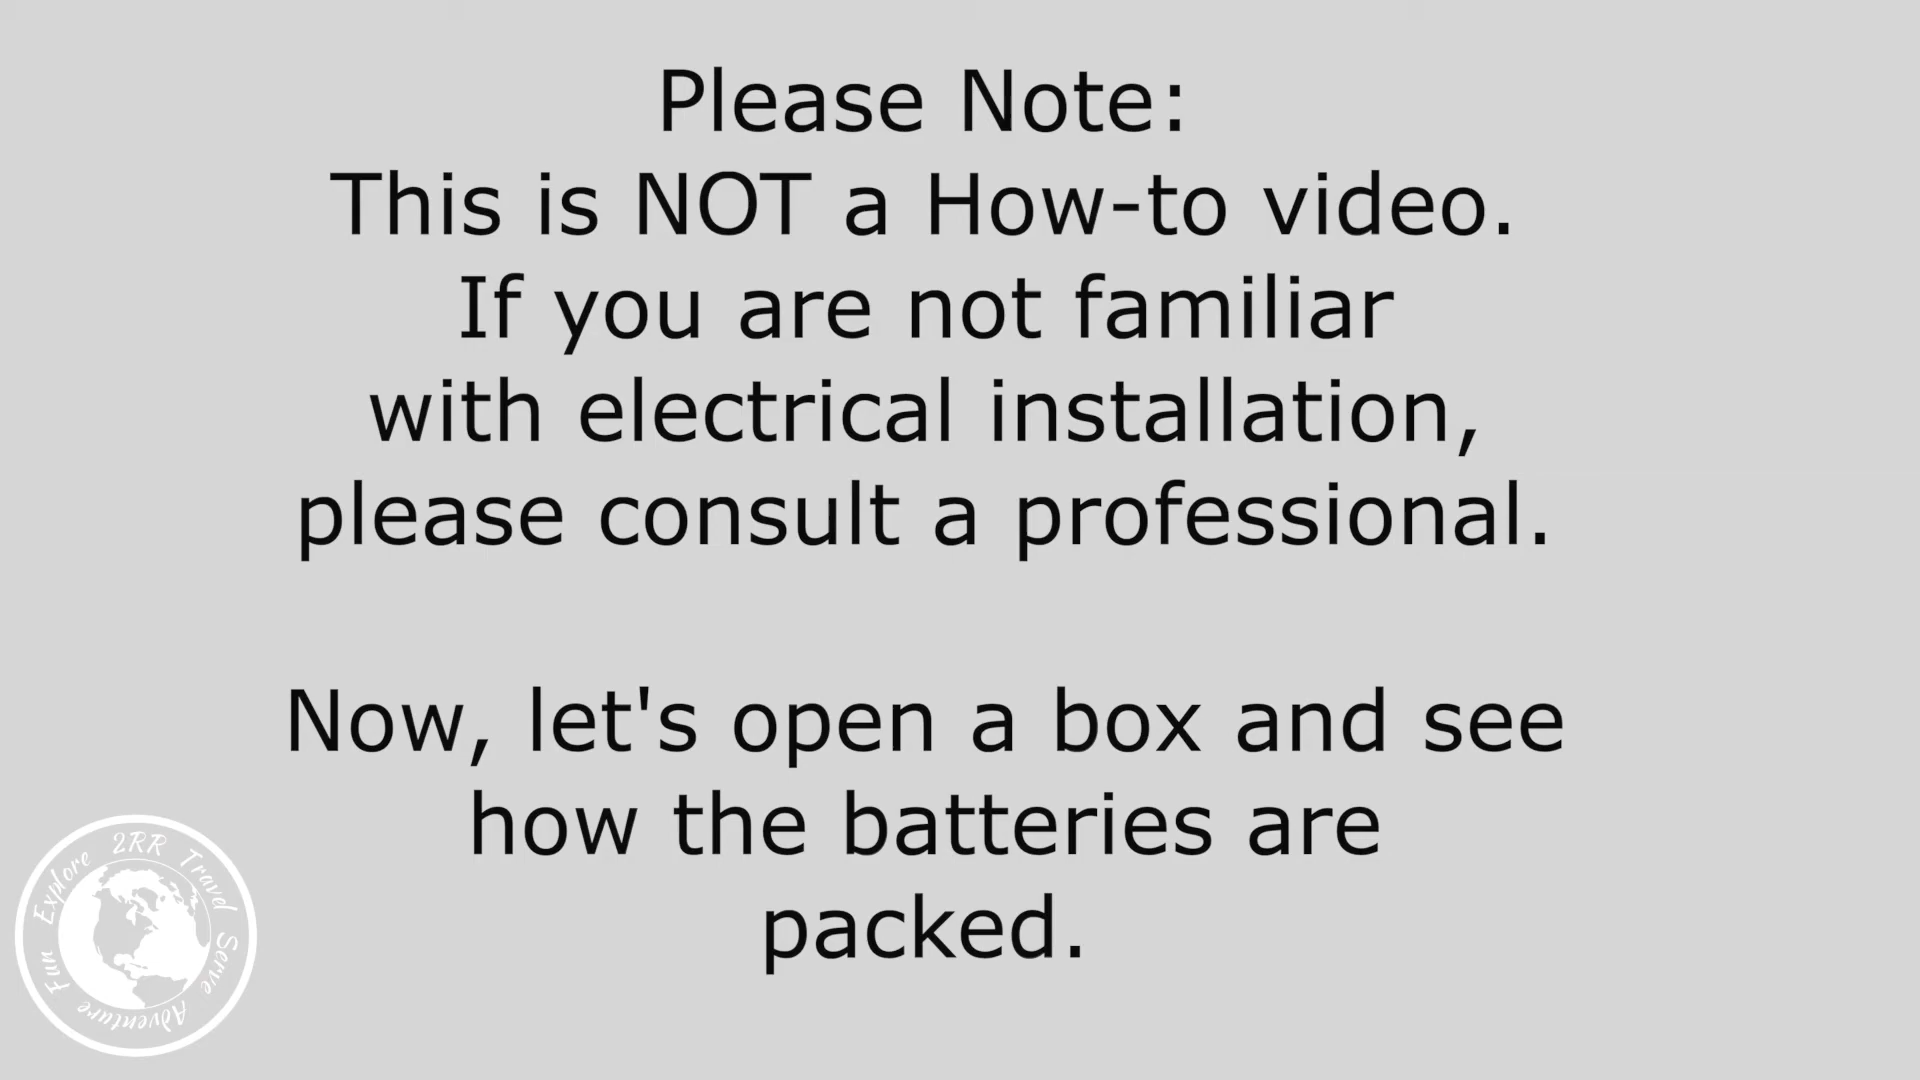 Please Note:
This is NOT a How-to video.
If you are not familiar
with electrical installation,
please consult a professional.
Now, let's open a box and see
how the batteries are
packed.
2RR Travel Serve Adventure Fun Explore